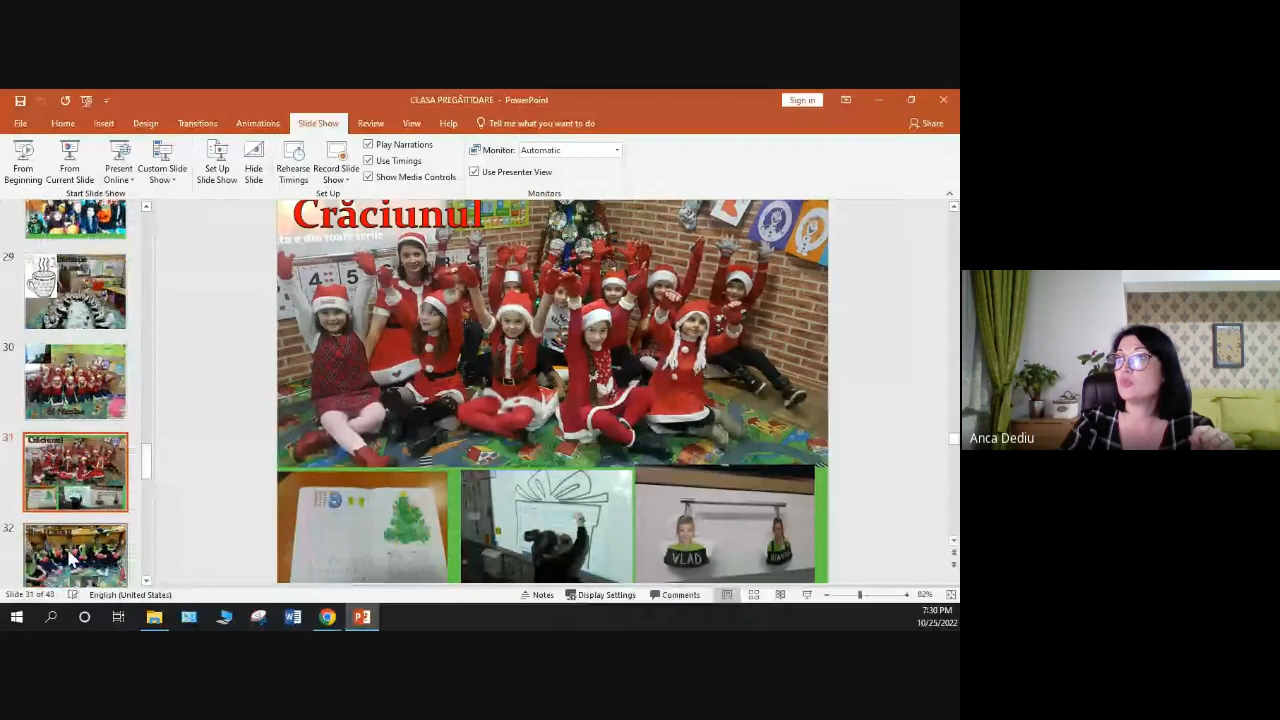 CLASA PREGĂTITOARE - PowerPoint
Sign in
File
Home
Insert
Design
Transitions
Animations
Slide Show
Review
View
Help
Tell me what you want to do
Share
From Beginning
From Current Slide
Present Online
Custom Slide Show
Set Up Slide Show
Hide Slide
Rehearse Timings
Record Slide Show
Play Narrations
Use Timings
Show Media Controls
Monitor:
Automatic
Use Presenter View
Start Slide Show
Set Up
Monitors
29
30
31
Crăciunul
32
Crăciunul
4
5
VLAD
Anca Dediu
Slide 31 of 43
English (United States)
Notes
Display Settings
Comments
62%
7:30 PM
10/25/2022